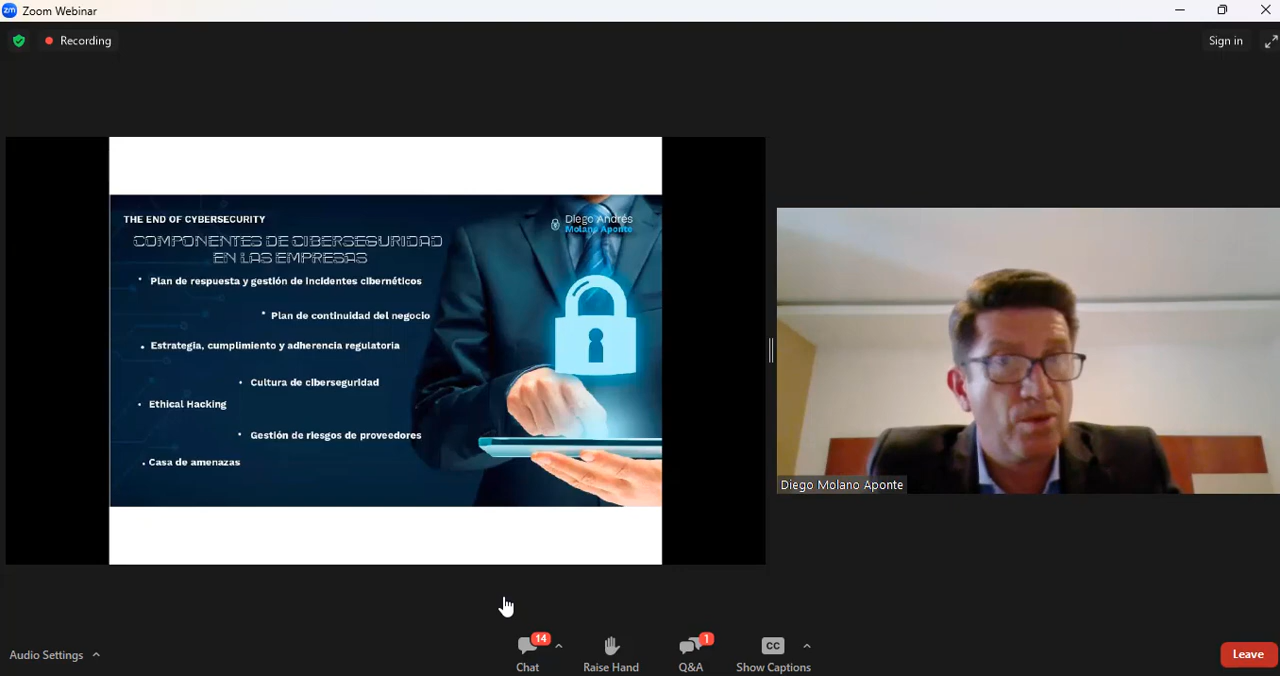 zm Zoom Webinar
Recording
Sign in
THE END OF CYBERSECURITY
Diego Andrés
Molano Aponte
COMPONENTES DE CIBERSEGURIDAD
EN LAS EMPRESAS
• Plan de respuesta y gestión de incidentes cibernéticos
• Plan de continuidad del negocio
• Estrategia, cumplimiento y adherencia regulatoria
• Cultura de ciberseguridad
• Ethical Hacking
• Gestión de riesgos de proveedores
• Casa de amenazas
Diego Molano Aponte
Audio Settings
14
Chat
Raise Hand
1
Q&A
CC
Show Captions
Leave